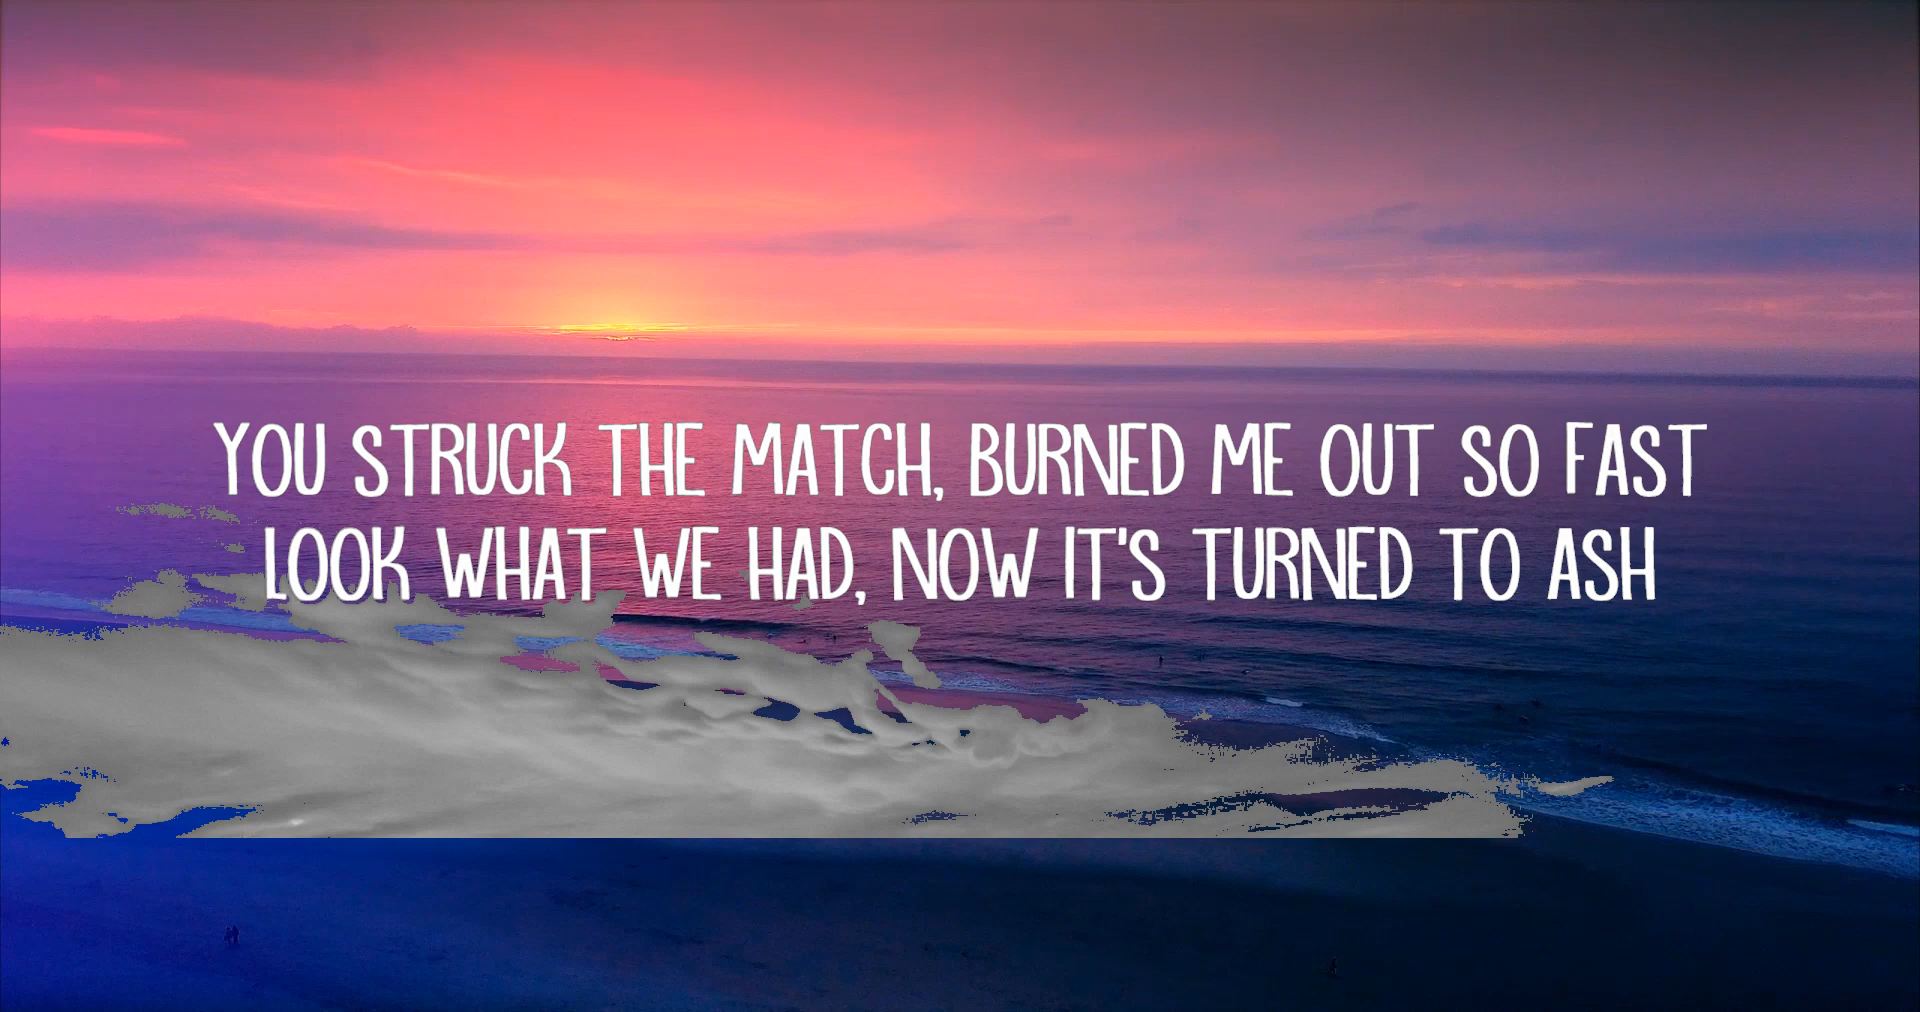 YOU STRUCK THE MATCH, BURNED ME OUT SO FAST
LOOK WHAT WE HAD, NOW IT'S TURNED TO ASH